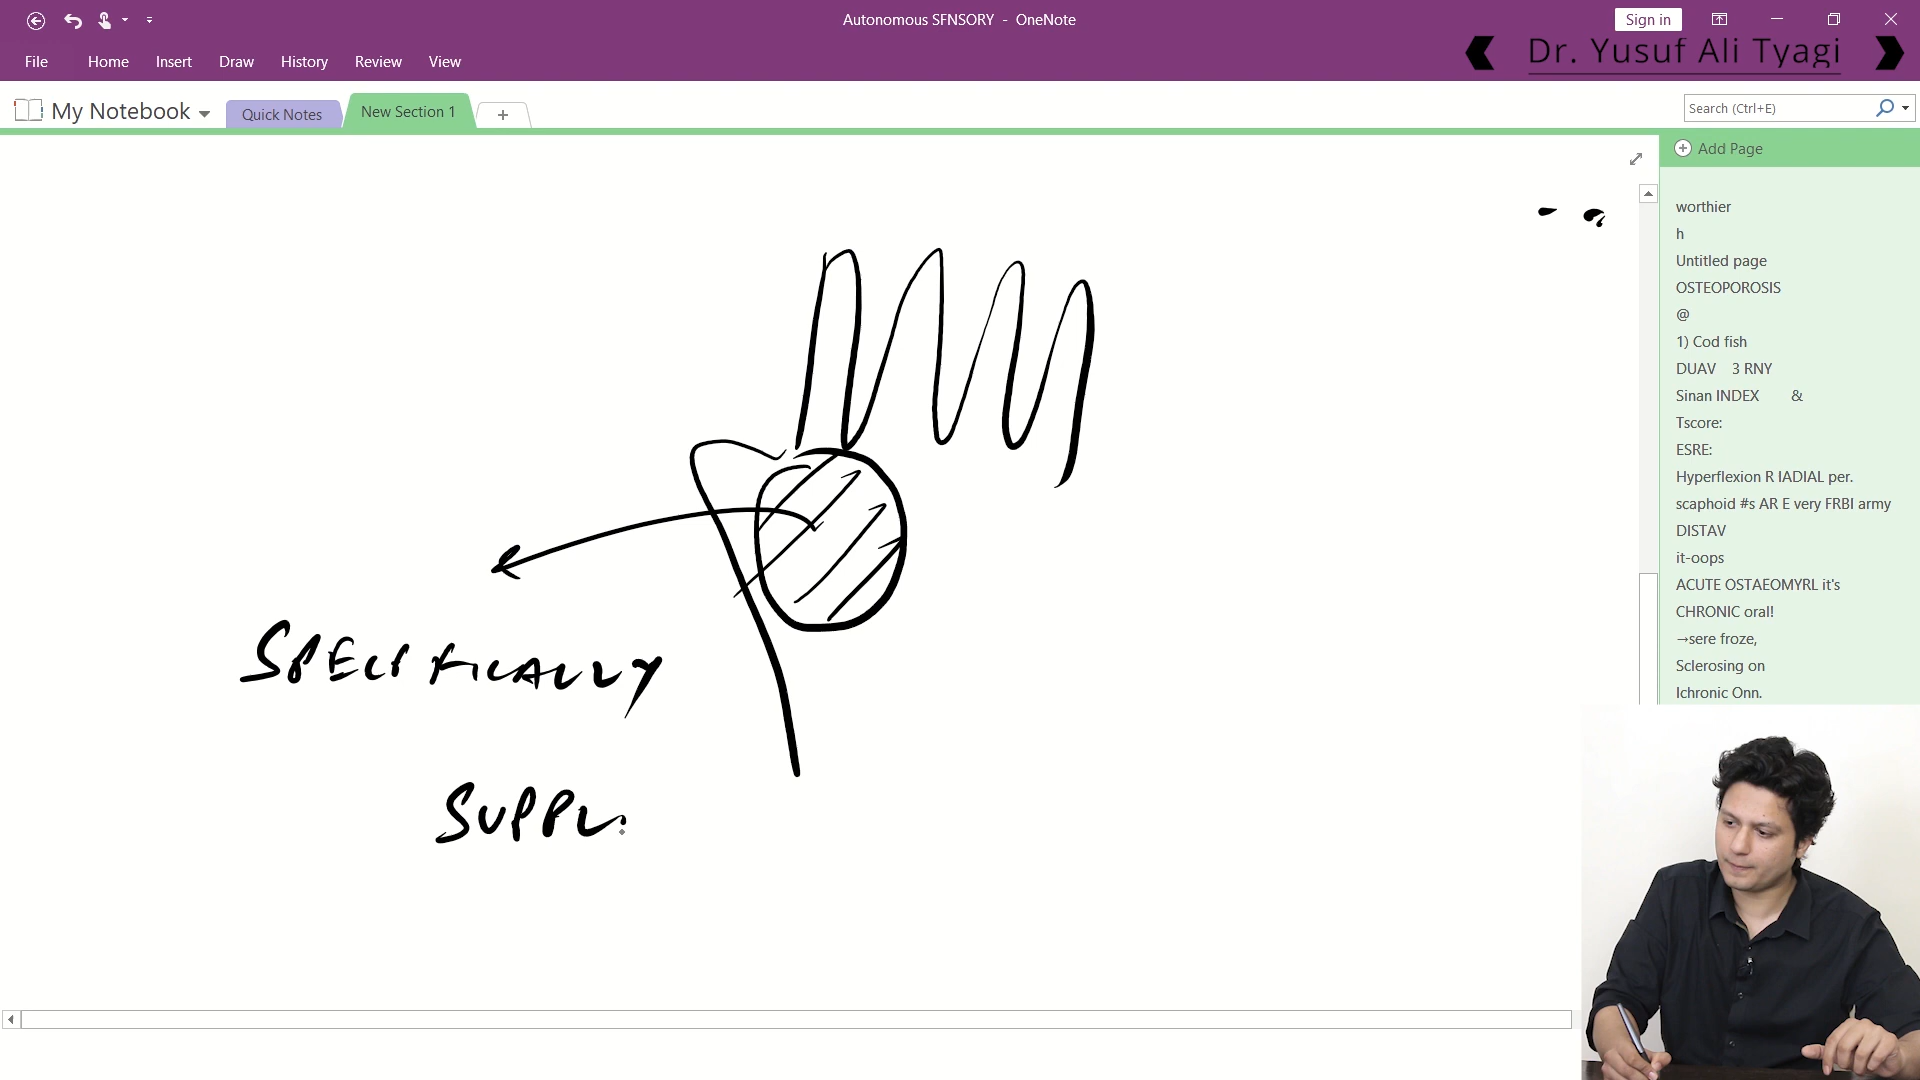 Autonomous SFNSORY - OneNote
Sign in
File Home Insert Draw History Review View
Dr. Yusuf Ali Tyagi
My Notebook
Quick Notes
New Section 1
Search (Ctrl+E)
Add Page
worthier
h
Untitled page
OSTEOPOROSIS
@
1) Cod fish
DUAV 3 RNY
Sinan INDEX &
Tscore:
ESRE:
Hyperflexion R IADIAL per.
scaphoid #s AR E very FRBI army
DISTAV
it-oops
ACUTE OSTAEOMYRL it's
CHRONIC oral!
→sere froze,
Sclerosing on
Ichronic Onn.
SPECIFICALLY
SUPPL